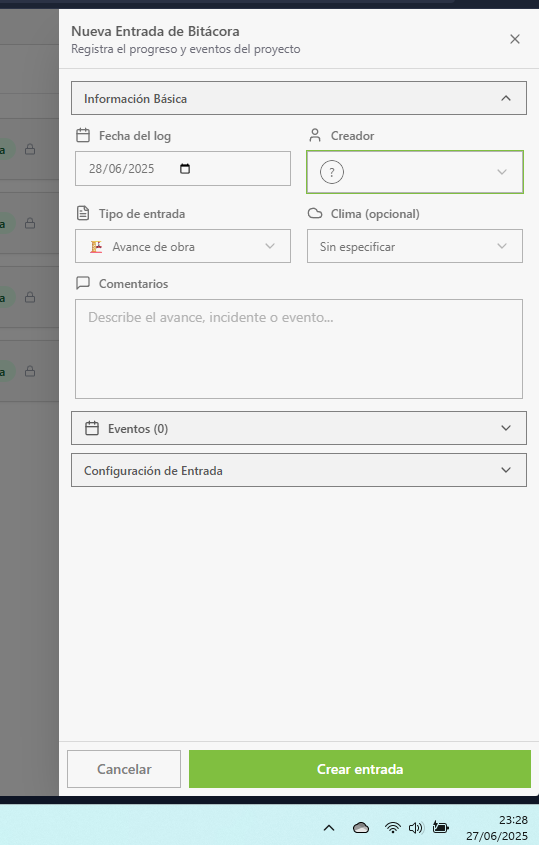 Nueva Entrada de Bitácora
Registra el progreso y eventos del proyecto
Información Básica
Fecha del log
Creador
28/06/2025
?
Tipo de entrada
Clima (opcional)
Avance de obra
Sin especificar
Comentarios
Describe el avance, incidente o evento...
Eventos (0)
Configuración de Entrada
Cancelar
Crear entrada
23:28
27/06/2025
a
a
a
a